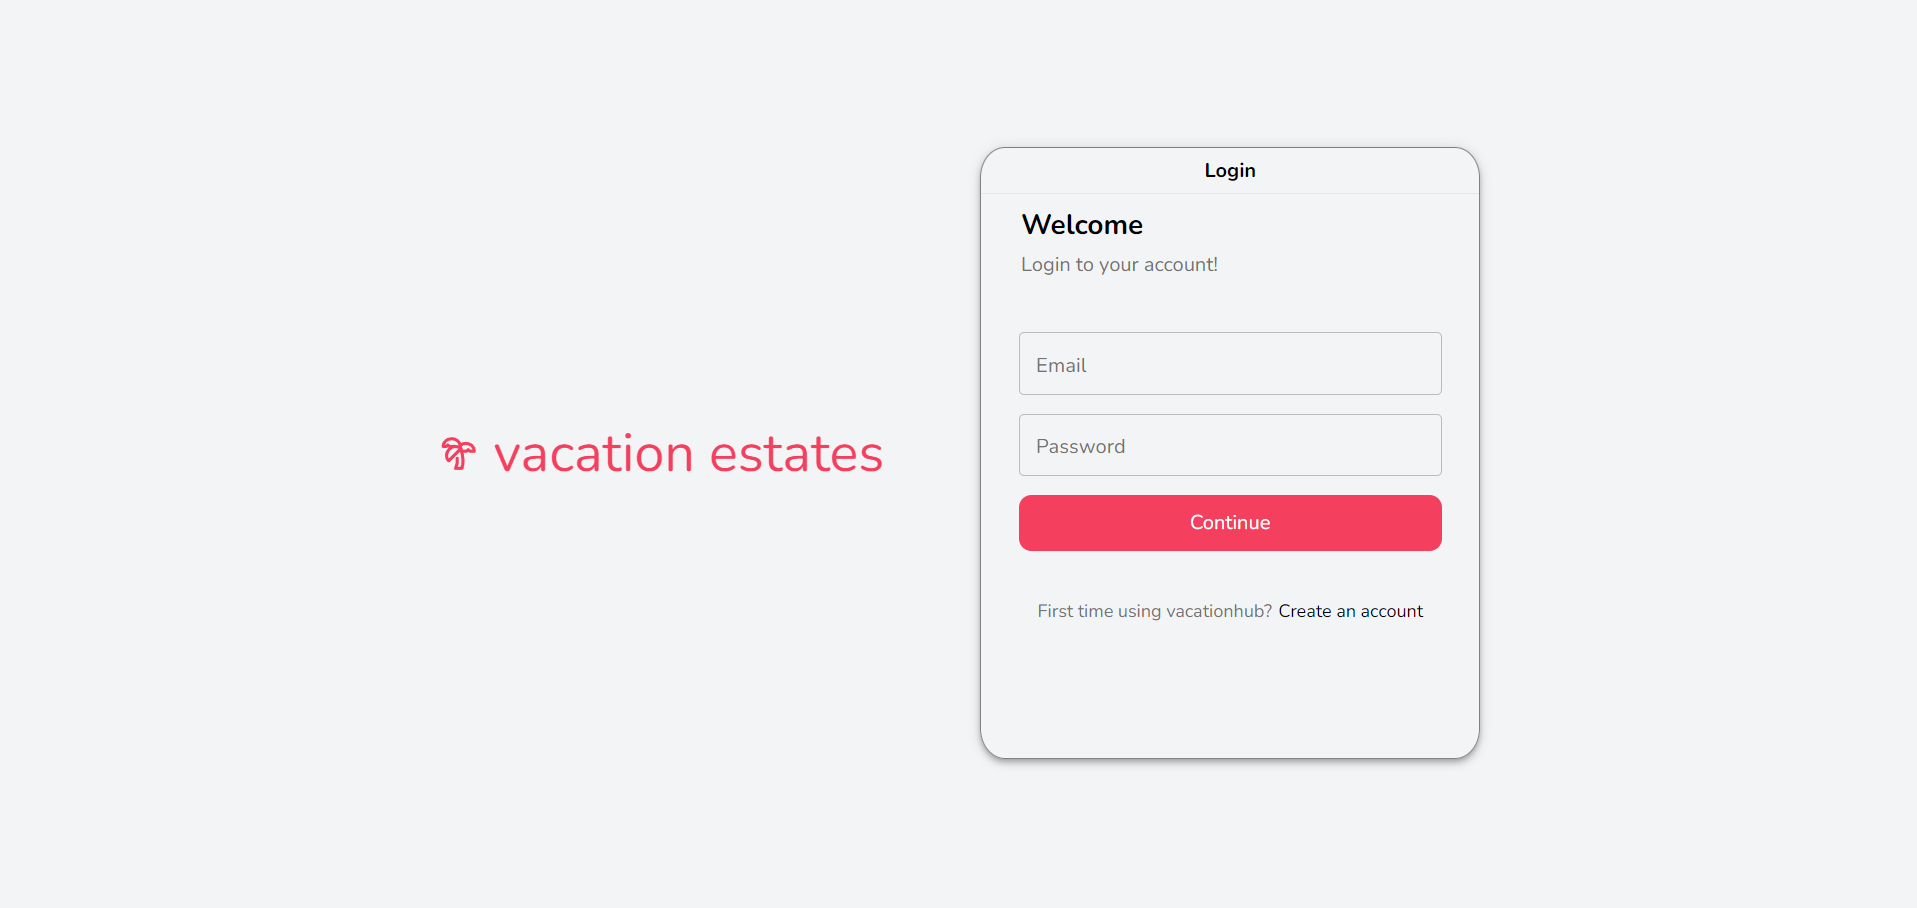 vacation estates
Login
Welcome
Login to your account!
Email
Password
Continue
First time using vacationhub? Create an account